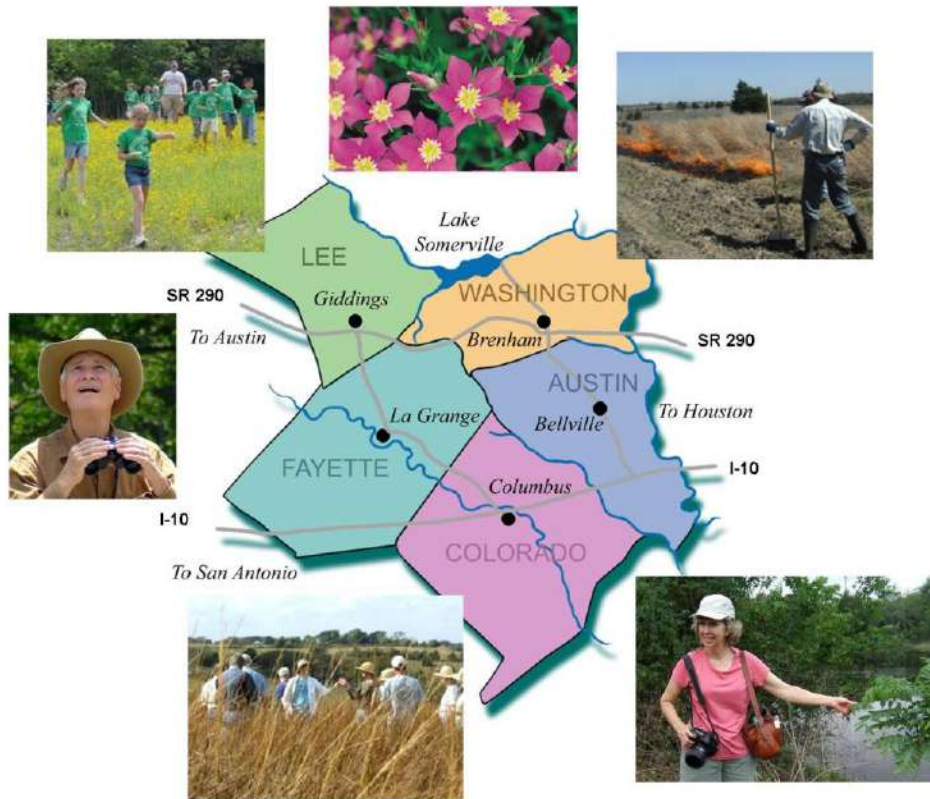 Lake
Somerville
LEE
WASHINGTON
Giddings
SR 290
To Austin
Brenham
SR 290
AUSTIN
To Houston
La Grange
Bellville
FAYETTE
I-10
Columbus
I-10
COLORADO
To San Antonio